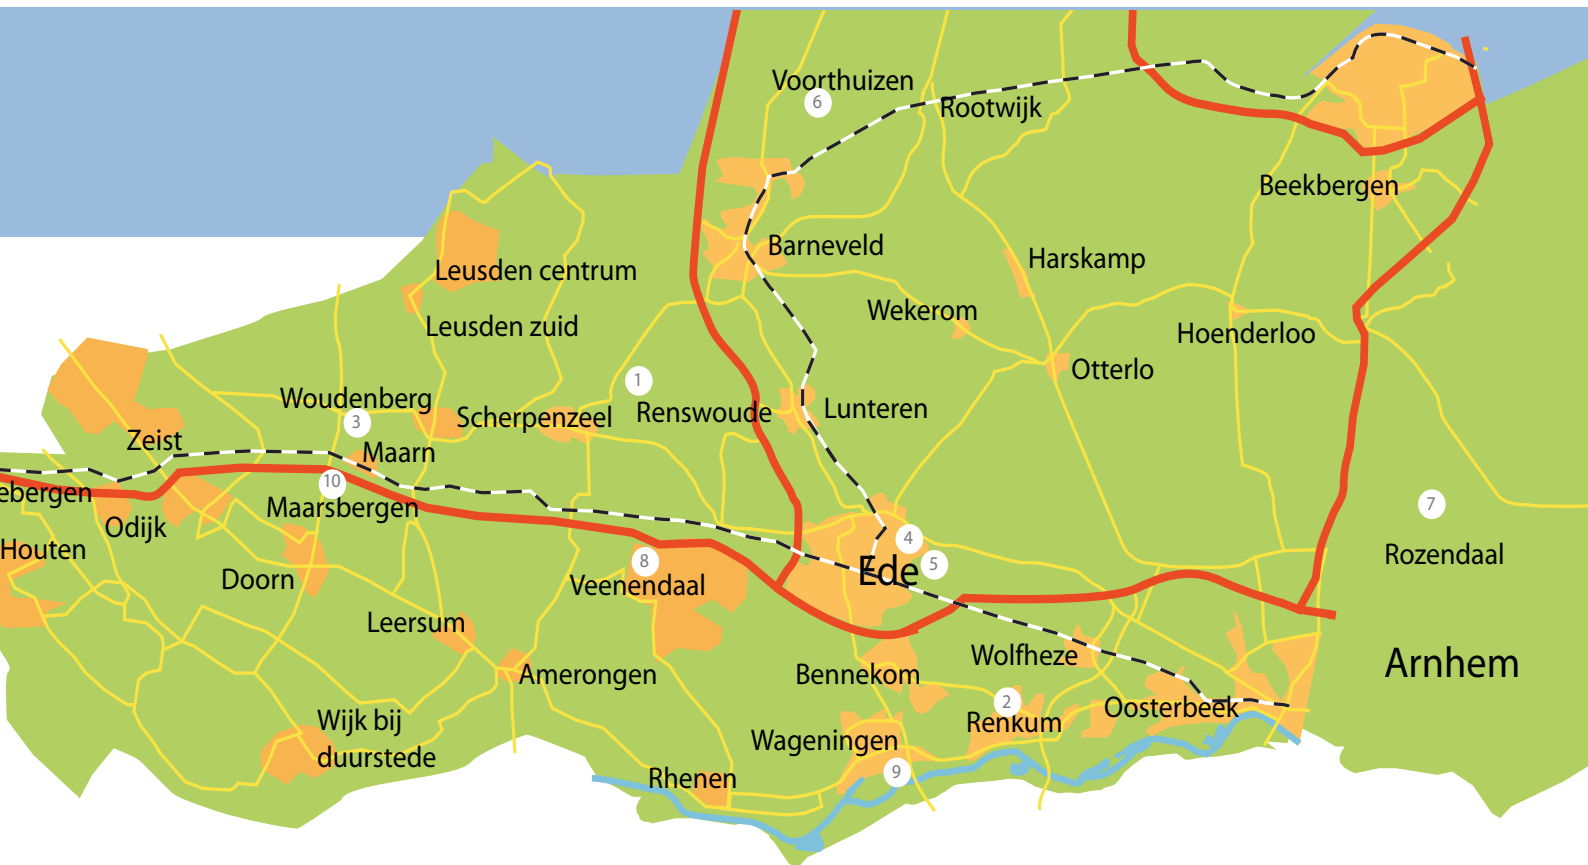 Voorthuizen
6
Rootwijk
Beekbergen
Barneveld
Harskamp
Leusden centrum
Wekerom
Leusden zuid
Hoenderloo
Otterlo
1
Woudenberg
Scherpenzeel
Renswoude
Lunteren
3
Zeist
Maarn
10
ebergen
Maarsbergen
7
Odijk
4
Houten
Rozendaal
8
5
Ede
Doorn
Veenendaal
Leersum
Wolfheze
Arnhem
Amerongen
Bennekom
2
Oosterbeek
Renkum
Wijk bij
duurstede
Wageningen
9
Rhenen